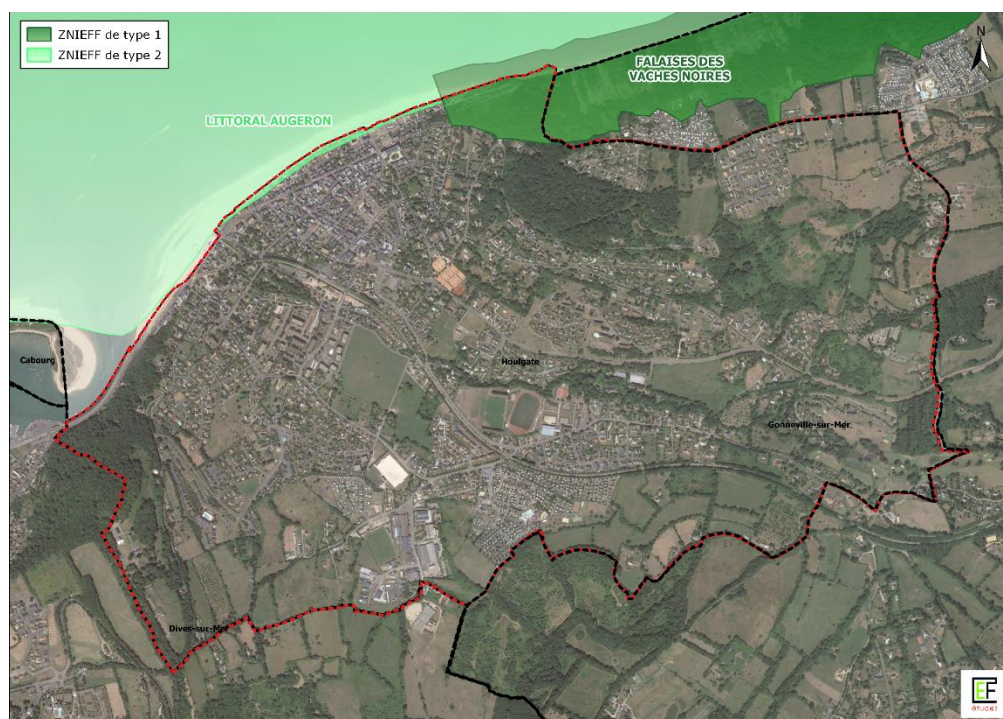 ZNIEFF de type 1
ZNIEFF de type 2
N
FALAISES DES
VACHES NOIRES
LITTORAL AUGERON
Cabourg
Houlgate
Gonneville-sur-Mer
Dives-sur-Mer
EF
études